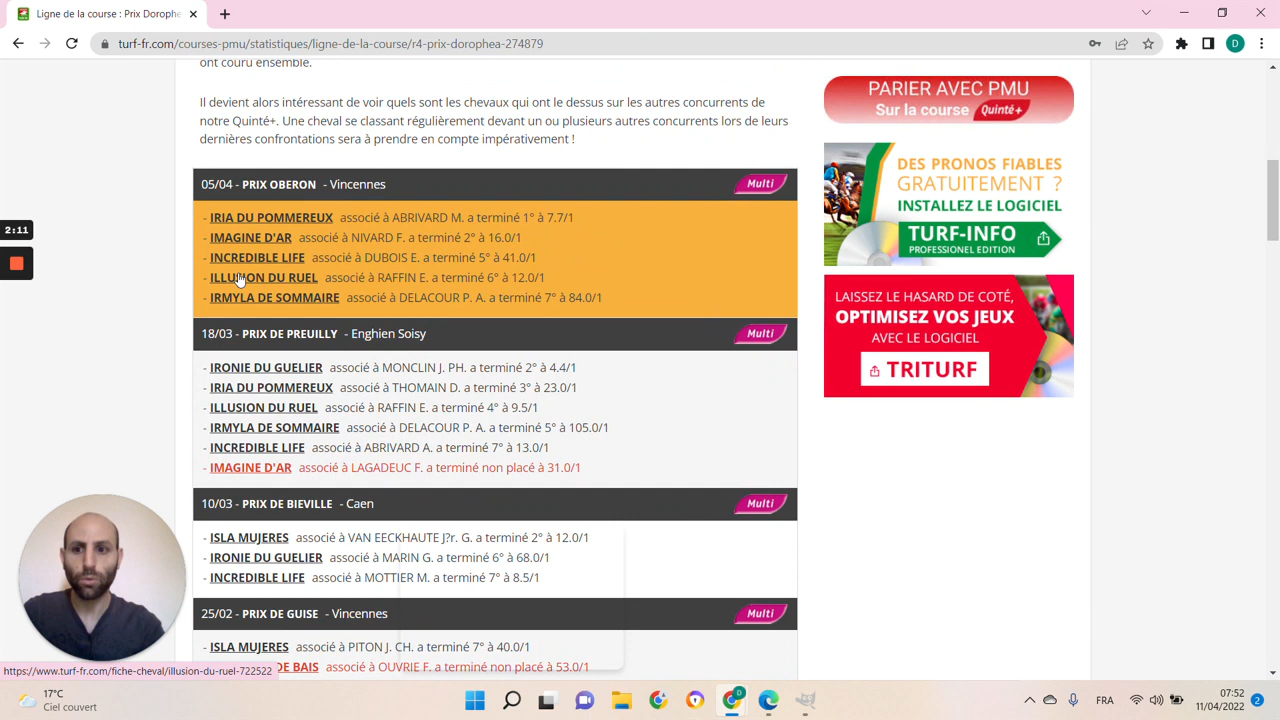 Ligne de la course : Prix Dorophe
turf-fr.com/courses-pmu/statistiques/ligne-de-la-course/r4-prix-dorophea-274879
D
ont couru ensemble.
Il devient alors intéressant de voir quels sont les chevaux qui ont le dessus sur les autres concurrents de
notre Quinté+. Un cheval se classant régulièrement devant un ou plusieurs autres concurrents lors de leurs
dernières confrontations sera à prendre en compte impérativement !
05/04 - PRIX OBERON - Vincennes Multi
- IRIA DU POMMEREUX associé à ABRIVARD M. a terminé 1° à 7.7/1
- IMAGINE D'AR associé à NIVARD F. a terminé 2° à 16.0/1
- INCREDIBLE LIFE associé à DUBOIS E. a terminé 5° à 41.0/1
- ILLUSION DU RUEL associé à RAFFIN E. a terminé 6° à 12.0/1
- IRMYLA DE SOMMAIRE associé à DELACOUR P. A. a terminé 7° à 84.0/1
18/03 - PRIX DE PREUILLY - Enghien Soisy Multi
- IRONIE DU GUELIER associé à MONCLIN J. PH. a terminé 2° à 4.4/1
- IRIA DU POMMEREUX associé à THOMAIN D. a terminé 3° à 23.0/1
- ILLUSION DU RUEL associé à RAFFIN E. a terminé 4° à 9.5/1
- IRMYLA DE SOMMAIRE associé à DELACOUR P. A. a terminé 5° à 105.0/1
- INCREDIBLE LIFE associé à ABRIVARD A. a terminé 7° à 13.0/1
- IMAGINE D'AR associé à LAGADEUC F. a terminé non placé à 31.0/1
10/03 - PRIX DE BIEVILLE - Caen Multi
- ISLA MUJERES associé à VAN EECKHAUTE J?r. G. a terminé 2° à 12.0/1
- IRONIE DU GUELIER associé à MARIN G. a terminé 6° à 68.0/1
- INCREDIBLE LIFE associé à MOTTIER M. a terminé 7° à 8.5/1
25/02 - PRIX DE GUISE - Vincennes Multi
- ISLA MUJERES associé à PITON J. CH. a terminé 7° à 40.0/1
DE BAIS associé à OUVRIE F. a terminé non placé à 53.0/1
PARIER AVEC PMU
Sur la course Quinté+
DES PRONOS FIABLES
GRATUITEMENT ?
INSTALLEZ LE LOGICIEL
TURF-INFO
PROFESSIONEL EDITION
LAISSEZ LE HASARD DE COTÉ,
OPTIMISEZ VOS JEUX
AVEC LE LOGICIEL
TRITURF
2:11
https://www.turf-fr.com/fiche-cheval/illusion-du-ruel-722522
17°C
Ciel couvert
D
FRA
07:52
11/04/2022
2